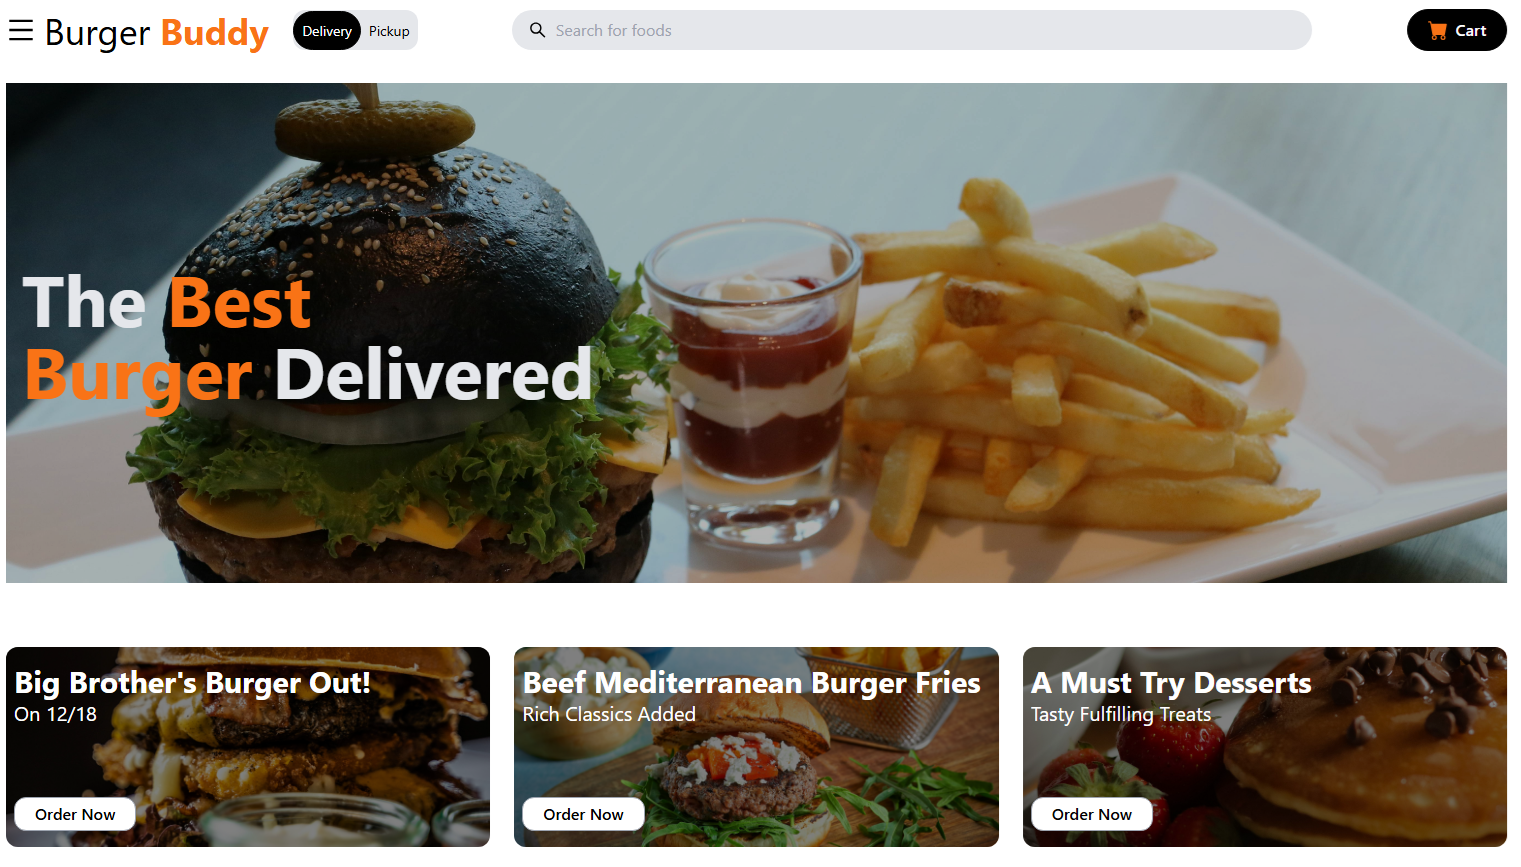 Burger Buddy
Delivery Pickup
Search for foods
Cart
The Best
Burger Delivered
Big Brother's Burger Out!
On 12/18
Order Now
Beef Mediterranean Burger Fries
Rich Classics Added
Order Now
A Must Try Desserts
Tasty Fulfilling Treats
Order Now